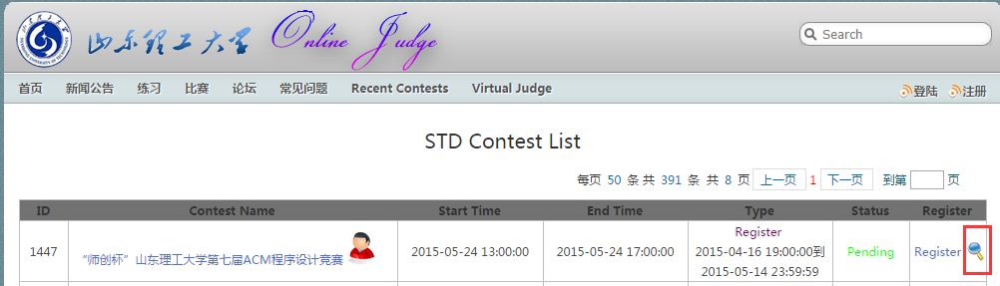 山东理工大学 Online Judge
Search
首页 新闻公告 练习 比赛 论坛 常见问题 Recent Contests Virtual Judge 登陆 注册
STD Contest List
每页 50 条 共 391 条 共 8 页 上一页 1 下一页 到第 页
ID Contest Name Start Time End Time Type Status Register
1447 “师创杯”山东理工大学第七届ACM程序设计竞赛 2015-05-24 13:00:00 2015-05-24 17:00:00 Register
2015-04-16 19:00:00到
2015-05-14 23:59:59 Pending Register